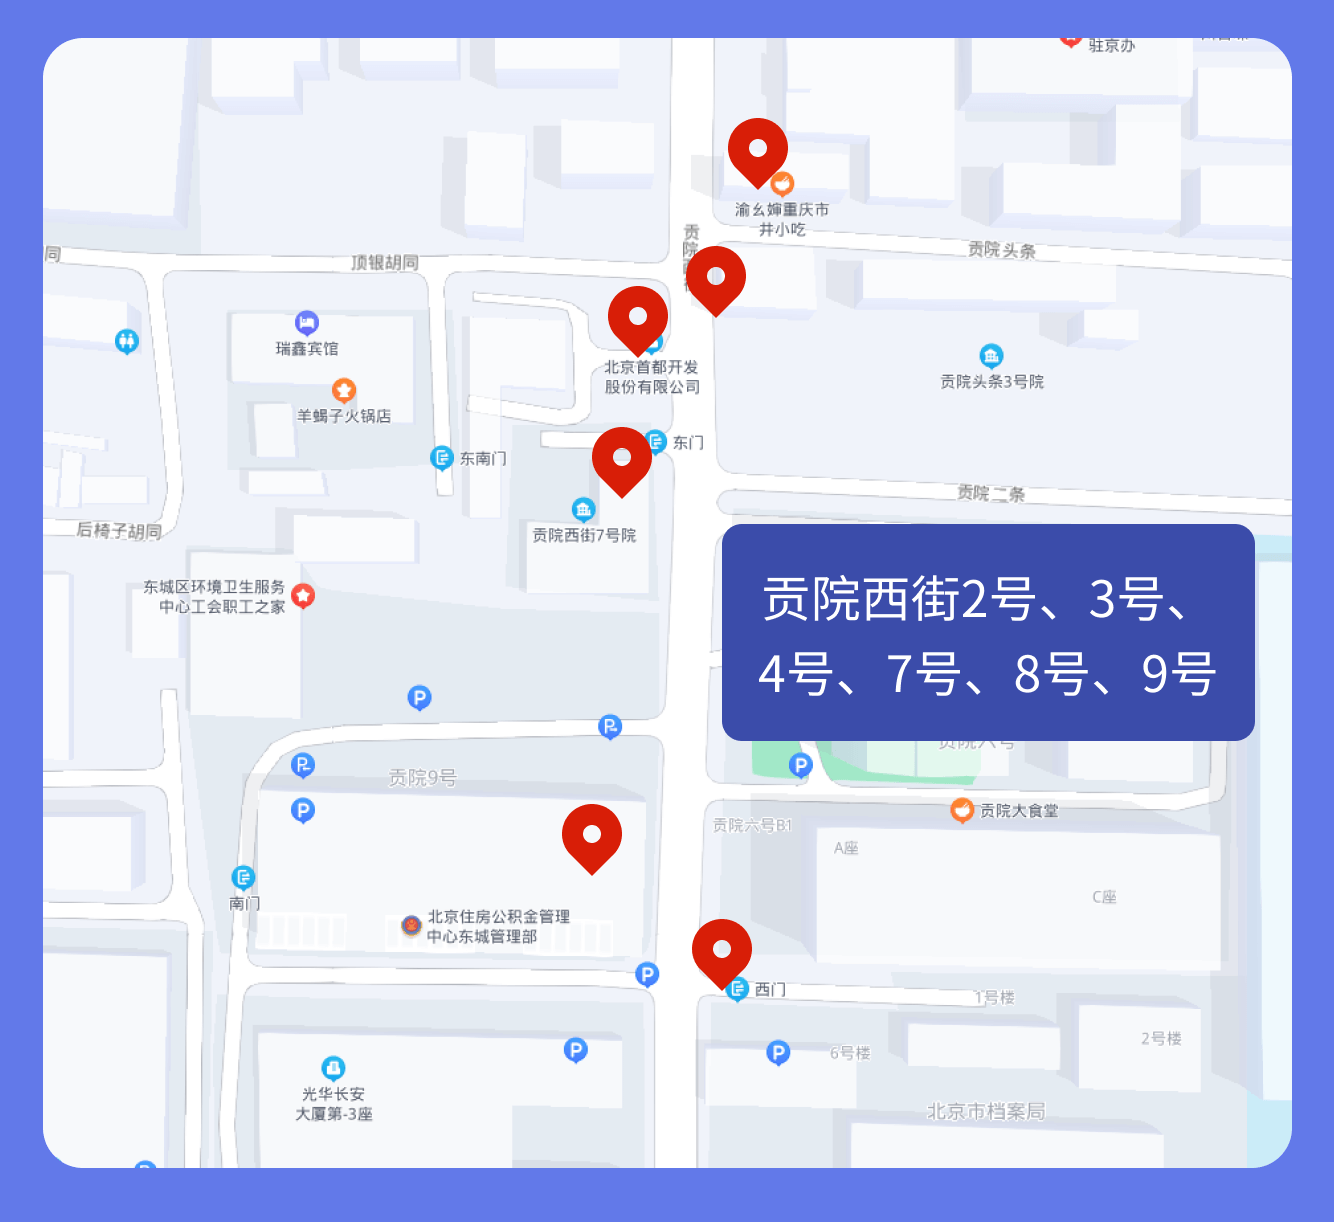 驻京办
渝幺婶重庆市
井小吃
贡
院
同
顶银胡同
贡院头条
瑞鑫宾馆
北京首都开发
股份有限公司
贡院头条3号院
羊蝎子火锅店
东门
东南门
贡院二条
后椅子胡同
贡院西街7号院
东城区环境卫生服务
中心工会职工之家
贡院西街2号、3号、
4号、7号、8号、9号
P
P
贡院六号
P
P
贡院9号
P
P
贡院大食堂
贡院六号B1
A座
南门
C座
北京住房公积金管理
中心东城管理部
P
西门
1号楼
P
P
6号楼
2号楼
光华长安
大厦第-3座
北京市档案局